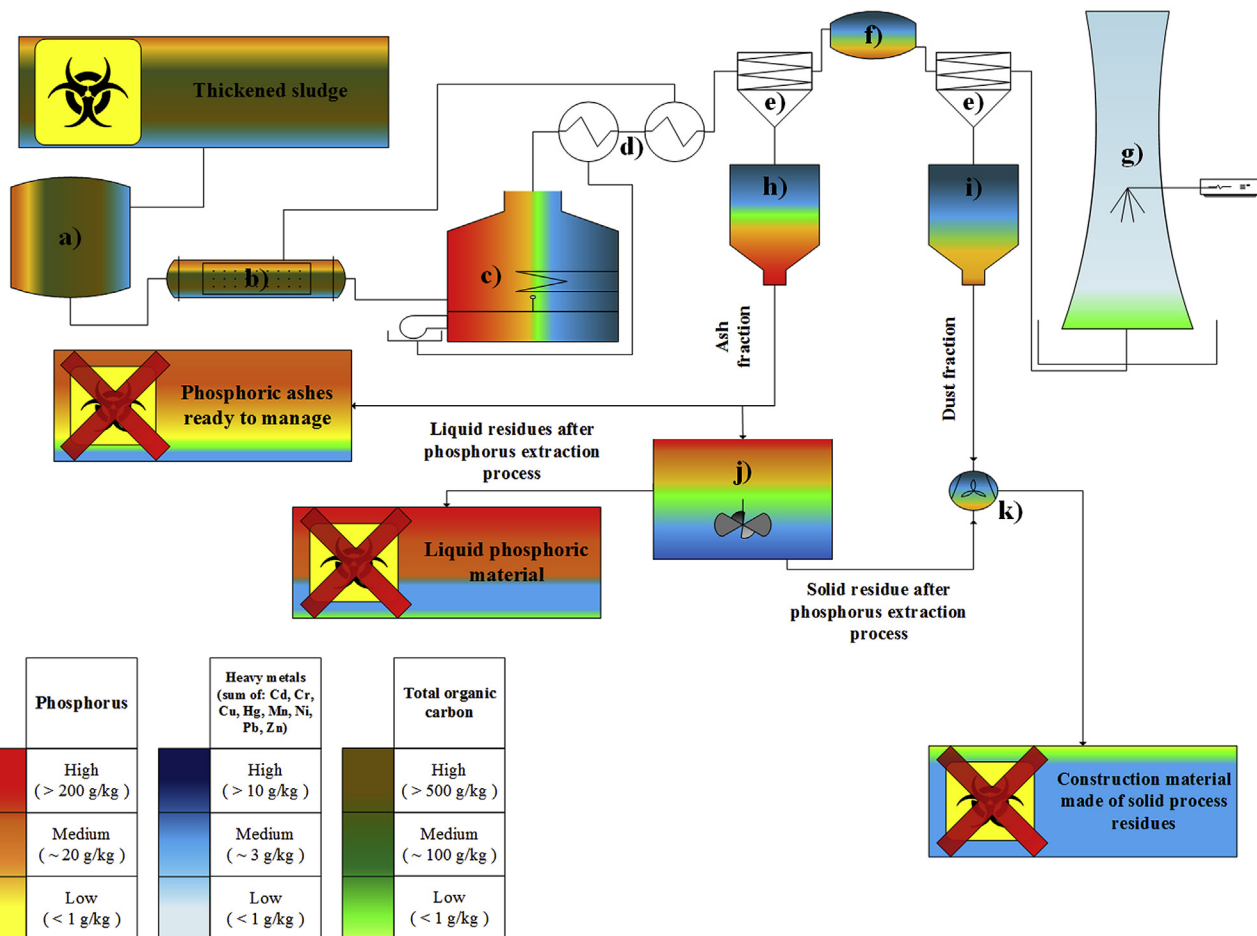 Thickened sludge
a)
b)
c)
d)
e)
f)
e)
g)
h)
i)
Ash
fraction
Dust fraction
Phosphoric ashes
ready to manage
Liquid residues after
phosphorus extraction
process
j)
k)
Liquid phosphoric
material
Solid residue after
phosphorus extraction
process
Construction material
made of solid process
residues
Phosphorus
High
( > 200 g/kg )
Medium
( ~ 20 g/kg )
Low
( < 1 g/kg )
Heavy metals
(sum of: Cd, Cr,
Cu, Hg, Mn, Ni,
Pb, Zn)
High
( > 10 g/kg )
Medium
( ~ 3 g/kg )
Low
( < 1 g/kg )
Total organic
carbon
High
( > 500 g/kg )
Medium
( ~ 100 g/kg )
Low
( < 1 g/kg )